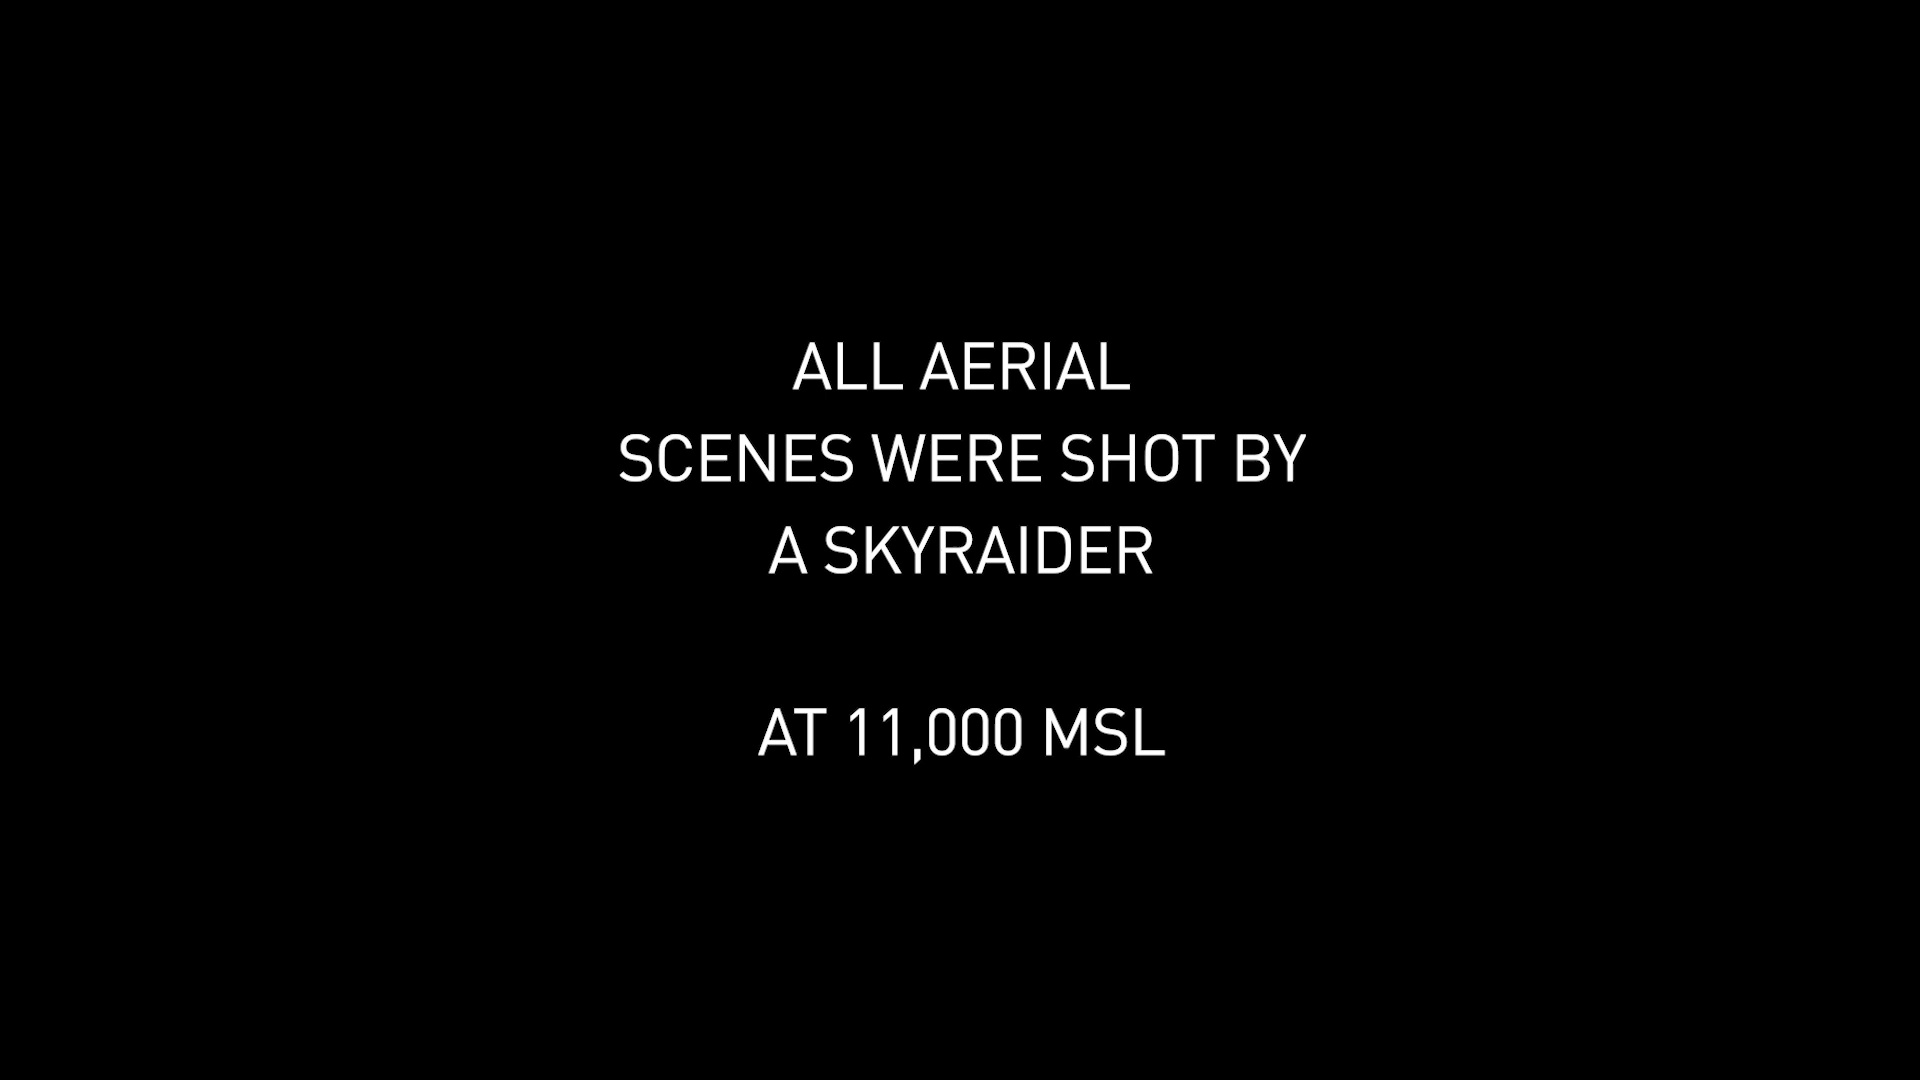 ALL AERIAL
SCENES WERE SHOT BY
A SKYRAIDER
AT 11,000 MSL